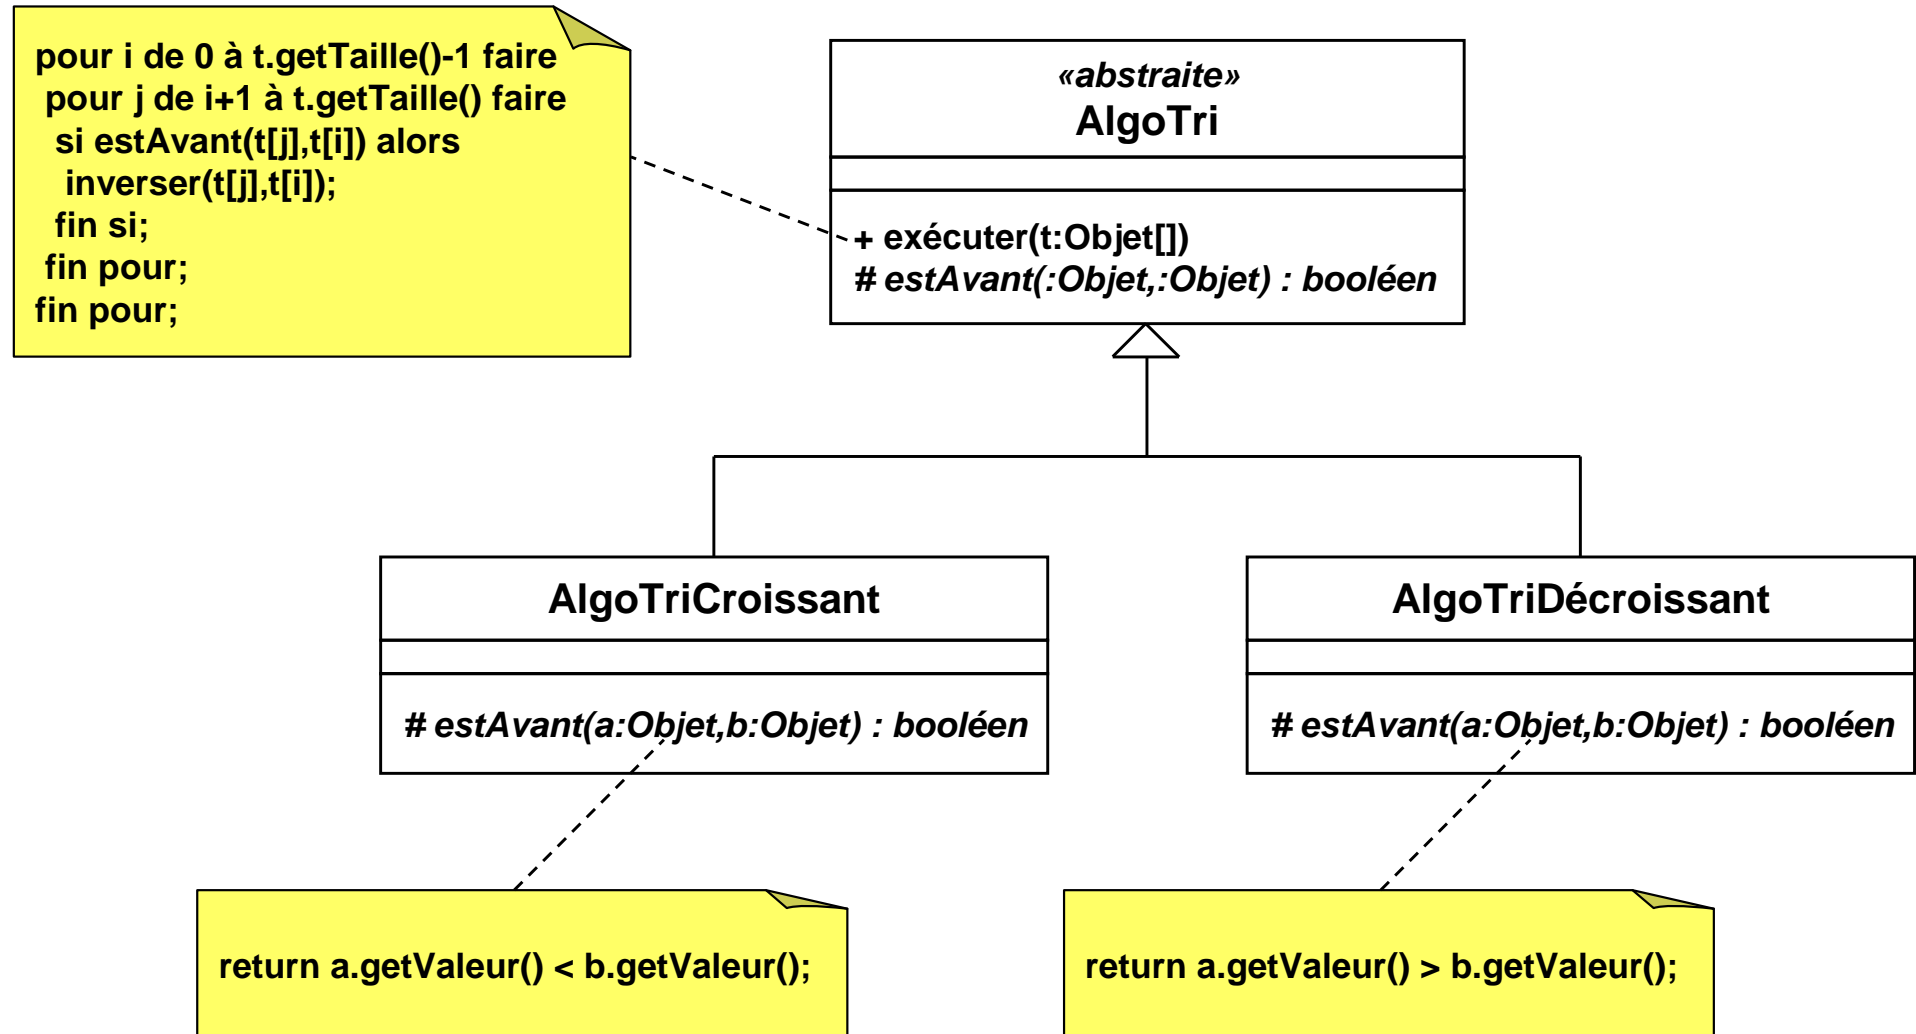 pour i de 0 à t.getTaille()-1 faire
pour j de i+1 à t.getTaille() faire
si estAvant(t[j],t[i]) alors
inverser(t[j],t[i]);
fin si;
fin pour;
fin pour;
«abstraite»
AlgoTri
+ exécuter(t:Objet[])
# estAvant(:Objet,:Objet) : booléen
AlgoTriCroissant
# estAvant(a:Objet,b:Objet) : booléen
AlgoTriDécroissant
# estAvant(a:Objet,b:Objet) : booléen
return a.getValeur() < b.getValeur();
return a.getValeur() > b.getValeur();